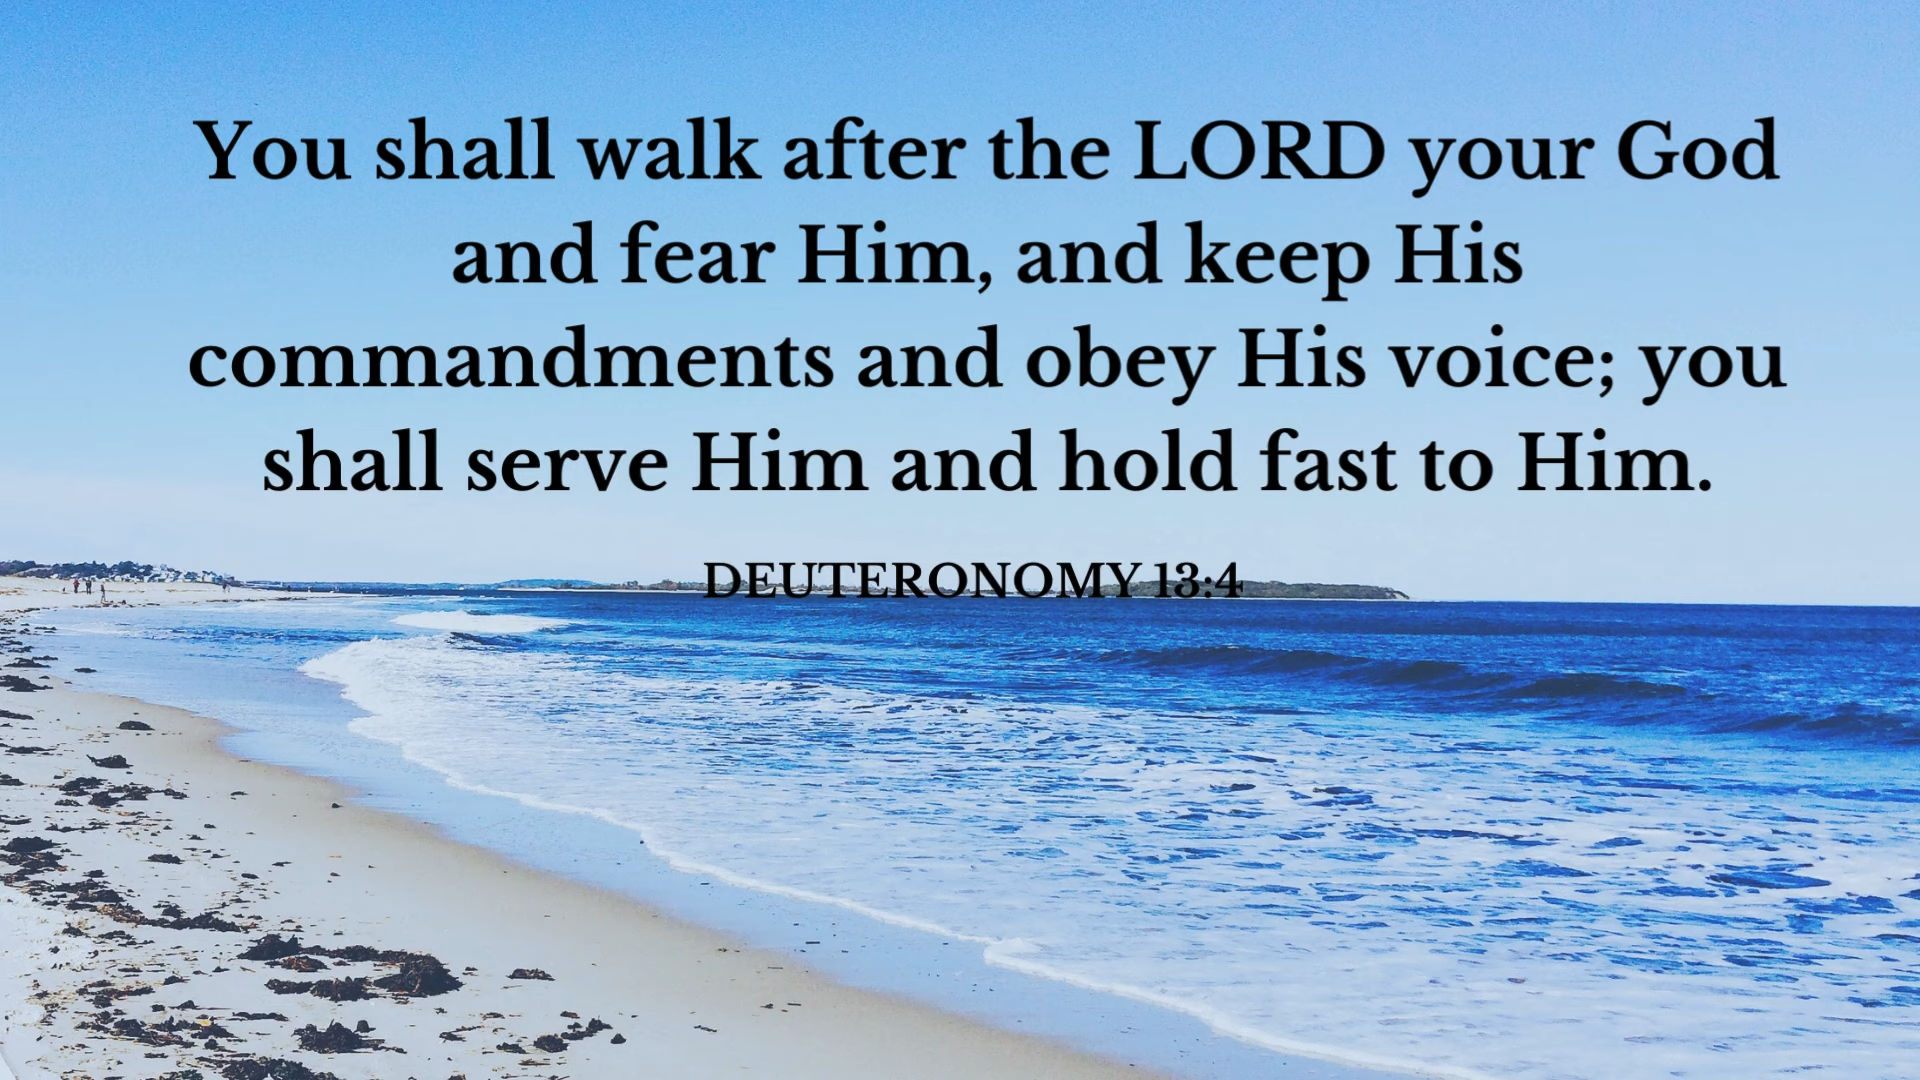 You shall walk after the LORD your God
and fear Him, and keep His
commandments and obey His voice; you
shall serve Him and hold fast to Him.
DEUTERONOMY 13:4